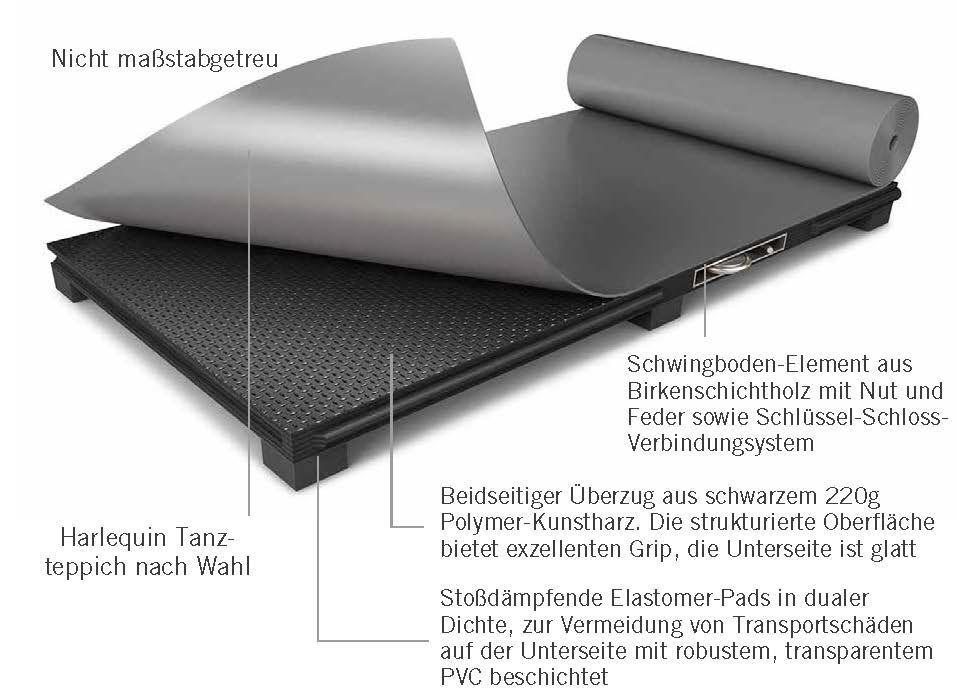 Nicht maßstabgetreu
Schwingboden-Element aus
Birkenschichtholz mit Nut und
Feder sowie Schlüssel-Schloss-
Verbindungsystem
Beidseitiger Überzug aus schwarzem 220g
Polymer-Kunstharz. Die strukturierte Oberfläche
bietet exzellenten Grip, die Unterseite ist glatt
Harlequin Tanz-
teppich nach Wahl
Stoßdämpfende Elastomer-Pads in dualer
Dichte, zur Vermeidung von Transportschäden
auf der Unterseite mit robustem, transparentem
PVC beschichtet